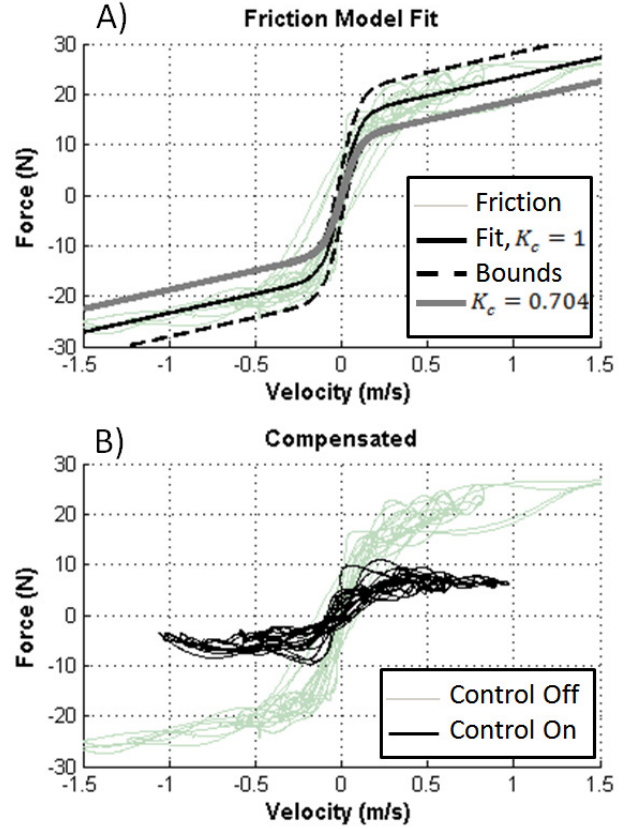 A)
Friction Model Fit
30
20
10
0
-10
-20
-30
Force (N)
Friction
Fit, K_c = 1
Bounds
K_c = 0.704
-1.5 -1 -0.5 0 0.5 1 1.5
Velocity (m/s)
B)
Compensated
30
20
10
0
-10
-20
-30
Force (N)
Control Off
Control On
-1.5 -1 -0.5 0 0.5 1 1.5
Velocity (m/s)